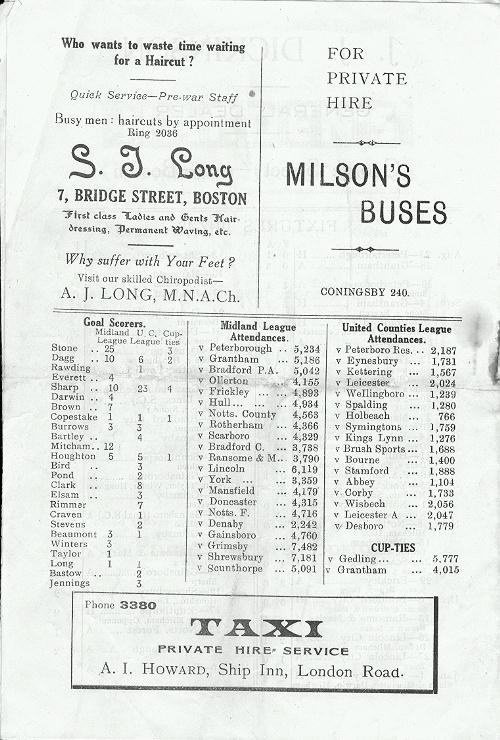 Who wants to waste time waiting
for a Haircut ?
Quick Service—Pre-war Staff
Busy men : haircuts by appointment
Ring 2036
S. J. Long
7, BRIDGE STREET, BOSTON
First class Ladies and Gents Hair-
dressing, Permanent Waving, etc.
Why suffer with Your Feet ?
Visit our skilled Chiropodist—
A. J. LONG, M.N.A.Ch.
FOR
PRIVATE
HIRE
MILSON'S
BUSES
CONINGSBY 240.
Goal Scorers.
Midland U. C. Cup-
League League ties
Stone .. 25 3
Dagg .. 10 6 2
Rawding 1
Everett .. 4
Sharp .. 10 23 4
Darwin .. 4
Brown .. 7
Copestake 1 1 1
Burrows 3 3
Bartley .. 4
Mitcham.. 12
Houghton 5 5 1
Bird .. 3
Pond .. 2
Clark .. 8
Elsam .. 3
Rimmer 7
Craven 1
Stevens 2
Beaumont 3 1
Winters 3
Taylor 1
Long 1 1
Bastow .. 2
Jennings 3
Midland League
Attendances.
v Peterborough .. 5,234
v Grantham ... 5,186
v Bradford P.A. 5,042
v Ollerton ... 4,155
v Frickley ... 4,893
v Hull... ... 4,934
v Notts. County 4,563
v Rotherham ... 4,366
v Scarboro ... 4,329
v Bradford C. ... 3,738
v Ransome & M.. 3,790
v Lincoln ... 6,119
v York ... ... 3,359
v Mansfield ... 4,179
v Doncaster ... 4,315
v Notts. F. ... 4,716
v Denaby ... 2,242
v Gainsboro ... 4,760
v Grimsby ... 7,482
v Shrewsbury ... 7,181
v Scunthorpe ... 5,091
United Counties League
Attendances.
v Peterboro Res. .. 2,187
v Eynesbury ... 1,731
v Kettering ... 1,567
v Leicester ... 2,024
v Wellingboro ... 1,239
v Spalding ... 1,280
v Holbeach ... 766
v Symingtons ... 1,759
v Kings Lynn ... 1,276
v Brush Sports ... 1,688
v Bourne ... 1,400
v Stamford ... 1,888
v Abbey ... 1,104
v Corby ... 1,733
v Wisbech ... 2,056
v Leicester A ... 2,047
v Desboro ... 1,779
CUP-TIES
v Gedling ... ... 5,777
v Grantham ... 4,015
Phone 3380
TAXI
PRIVATE HIRE SERVICE
A. I. HOWARD, Ship Inn, London Road.